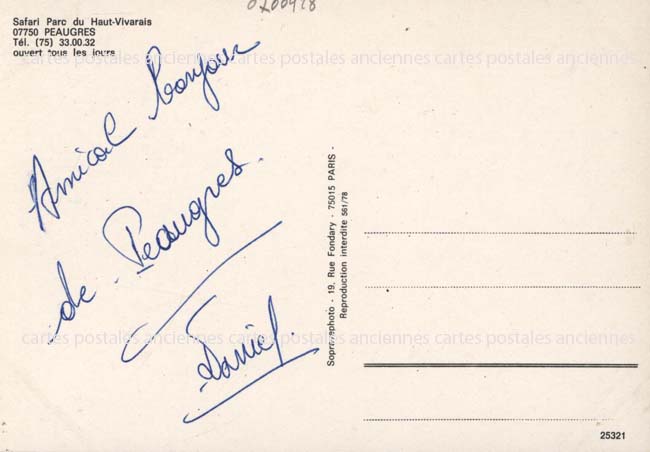 0700428
Safari Parc du Haut-Vivarais
07750 PEAUGRES
Tél. (75) 33.00.32
ouvert tous les jours
Amical bonjour
de Peaugres.
Daniel.
Sopraresphoto - 19, Rue Fondary - 75015 PARIS -
Reproduction interdite 561/78
cartes postales anciennes cartes postales anciennes cartes postales anciennes
cartes postales anciennes cartes postales anciennes cartes postales anciennes
25321